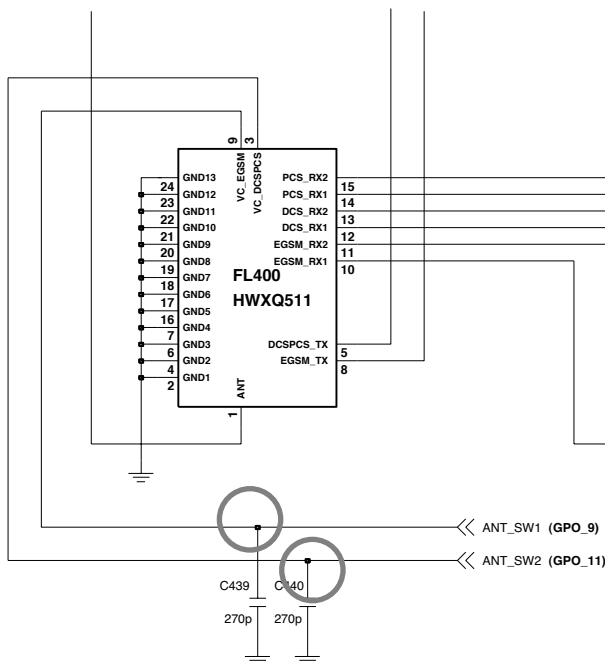 9 3
VC_EGSM
VC_DCSPCS
GND13 PCS_RX2
24 15
GND12 PCS_RX1
23 14
GND11 DCS_RX2
22 13
GND10 DCS_RX1
21 12
GND9 EGSM_RX2
20 11
GND8 EGSM_RX1
19 10
GND7
18
GND6
17
GND5
16
GND4
7
GND3 DCSPCS_TX
6 5
GND2 EGSM_TX
4 8
GND1
2
FL400
HWXQ511
ANT
1
ANT_SW1 (GPO_9)
ANT_SW2 (GPO_11)
C439
270p 270p